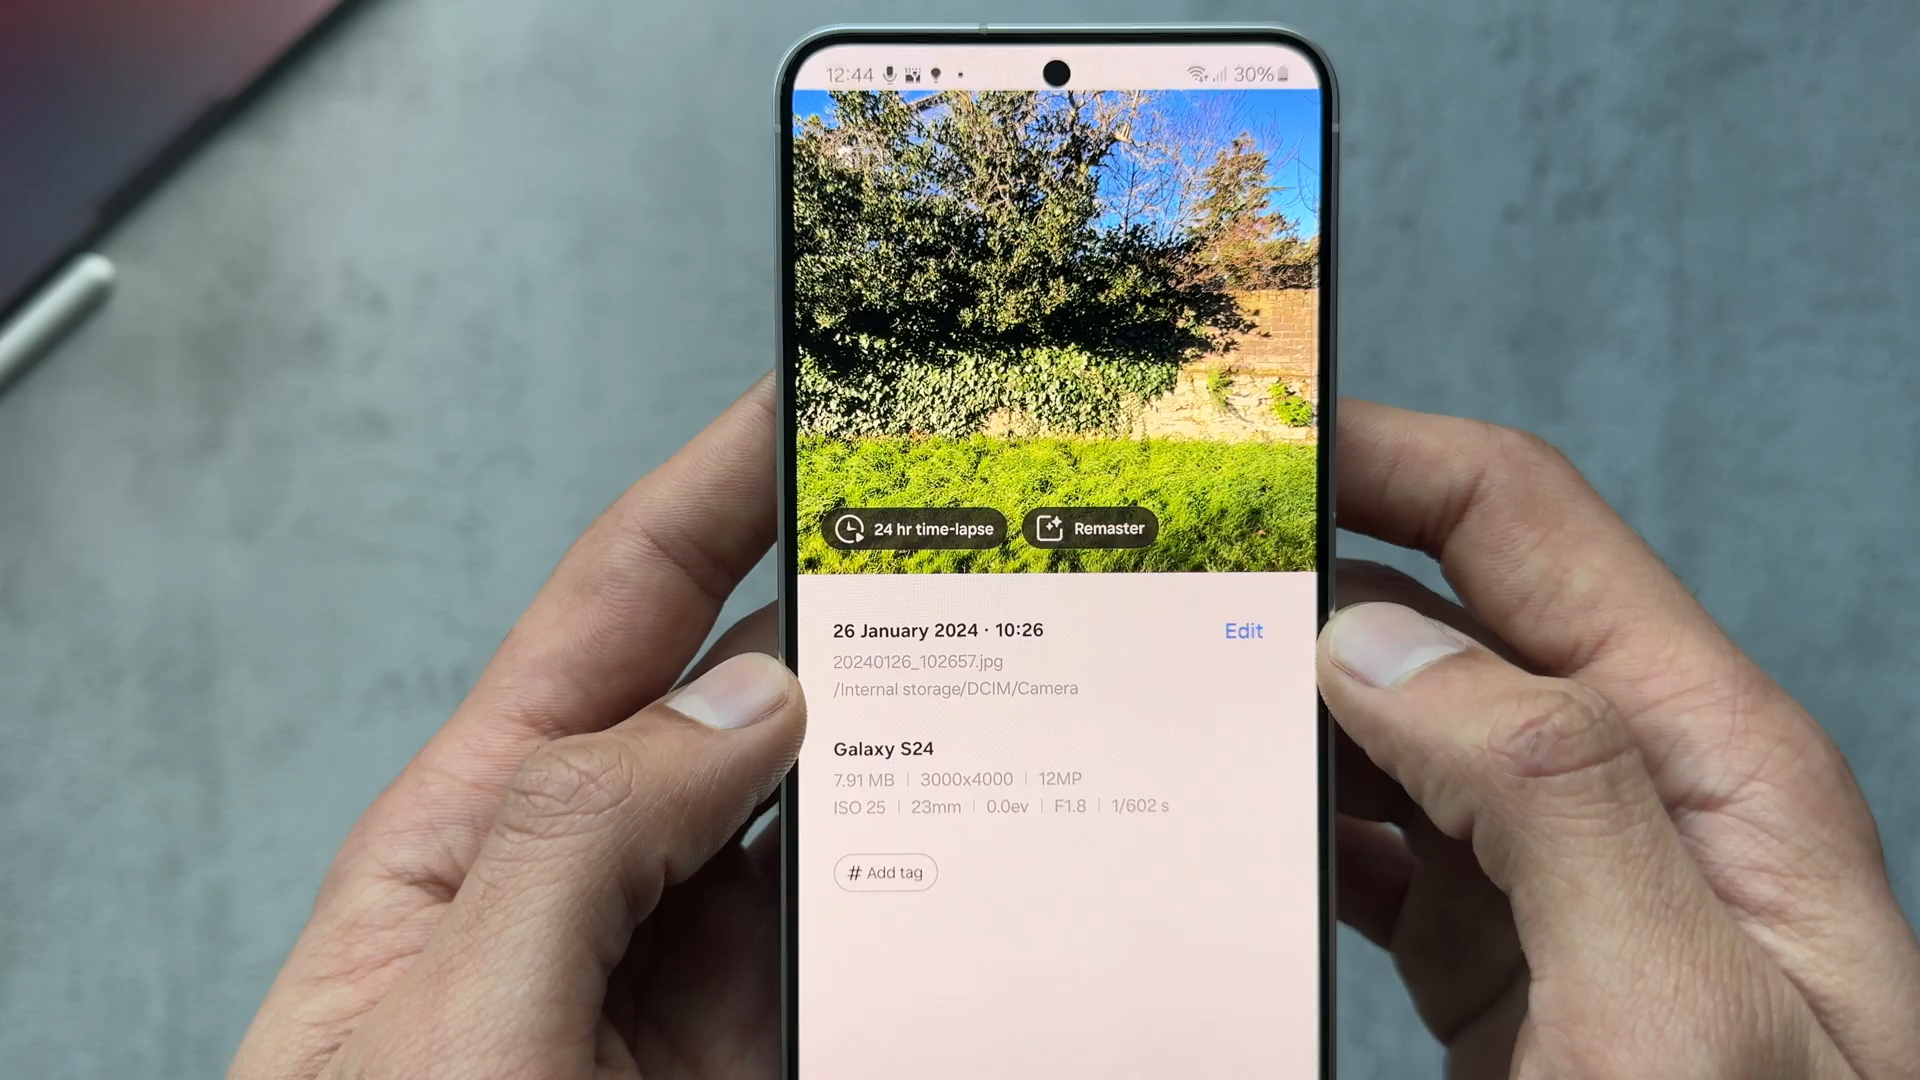 12:44 30%
24 hr time-lapse Remaster
26 January 2024 · 10:26 Edit
20240126_102657.jpg
/Internal storage/DCIM/Camera
Galaxy S24
7.91 MB | 3000x4000 | 12MP
ISO 25 | 23mm | 0.0ev | F1.8 | 1/602 s
# Add tag